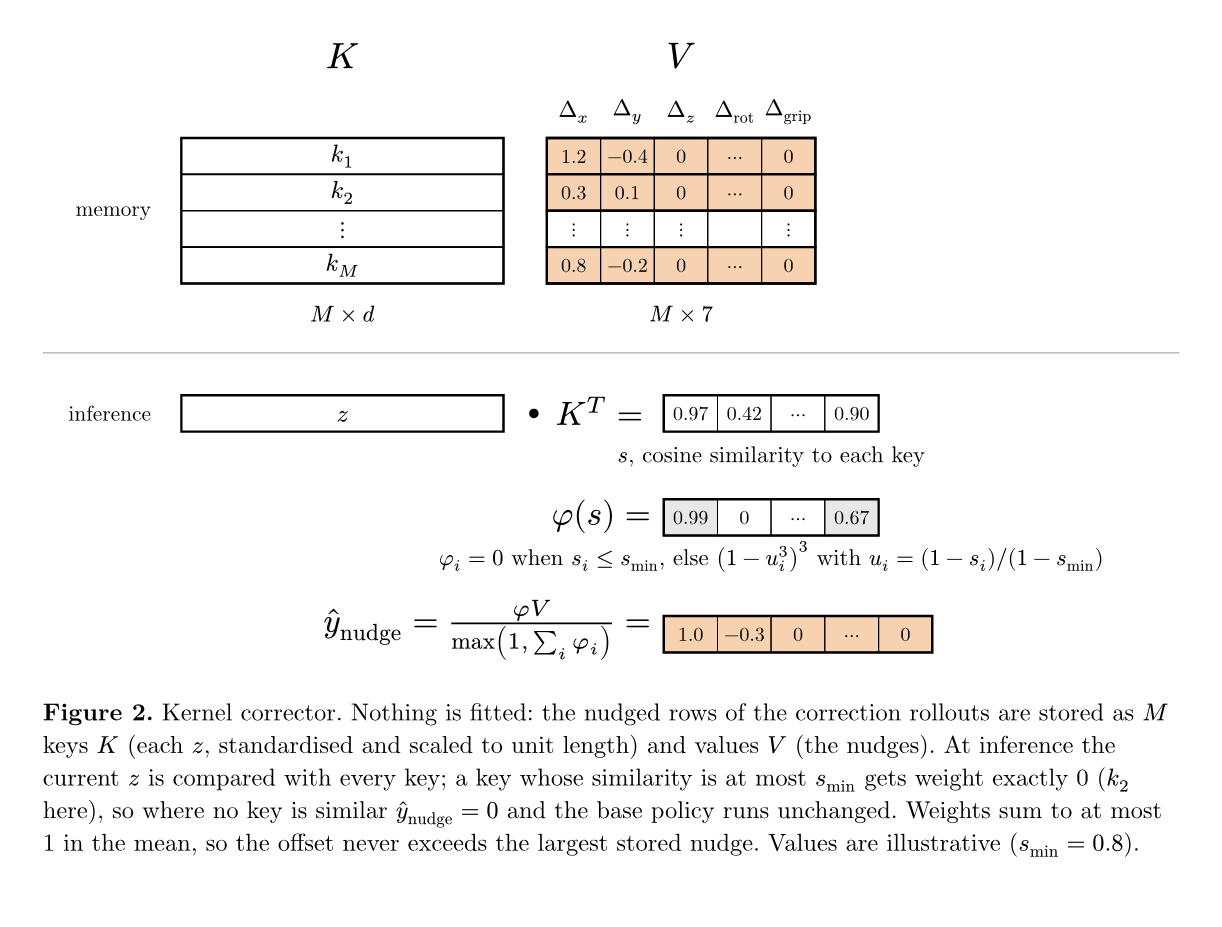 K V
Δx Δy Δz Δrot Δgrip
k1 1.2 −0.4 0 ... 0
k2 0.3 0.1 0 ... 0
memory
⋮ ⋮ ⋮ ⋮ ⋮
kM 0.8 −0.2 0 ... 0
M × d M × 7
inference z • K^T = 0.97 0.42 ... 0.90
s, cosine similarity to each key
φ(s) = 0.99 0 ... 0.67
φi = 0 when si ≤ smin, else (1 − ui^3)^3 with ui = (1 − si)/(1 − smin)
ŷnudge = φV / max(1, ∑i φi) = 1.0 −0.3 0 ... 0
Figure 2. Kernel corrector. Nothing is fitted: the nudged rows of the correction rollouts are stored as M
keys K (each z, standardised and scaled to unit length) and values V (the nudges). At inference the
current z is compared with every key; a key whose similarity is at most smin gets weight exactly 0 (k2
here), so where no key is similar ŷnudge = 0 and the base policy runs unchanged. Weights sum to at most
1 in the mean, so the offset never exceeds the largest stored nudge. Values are illustrative (smin = 0.8).